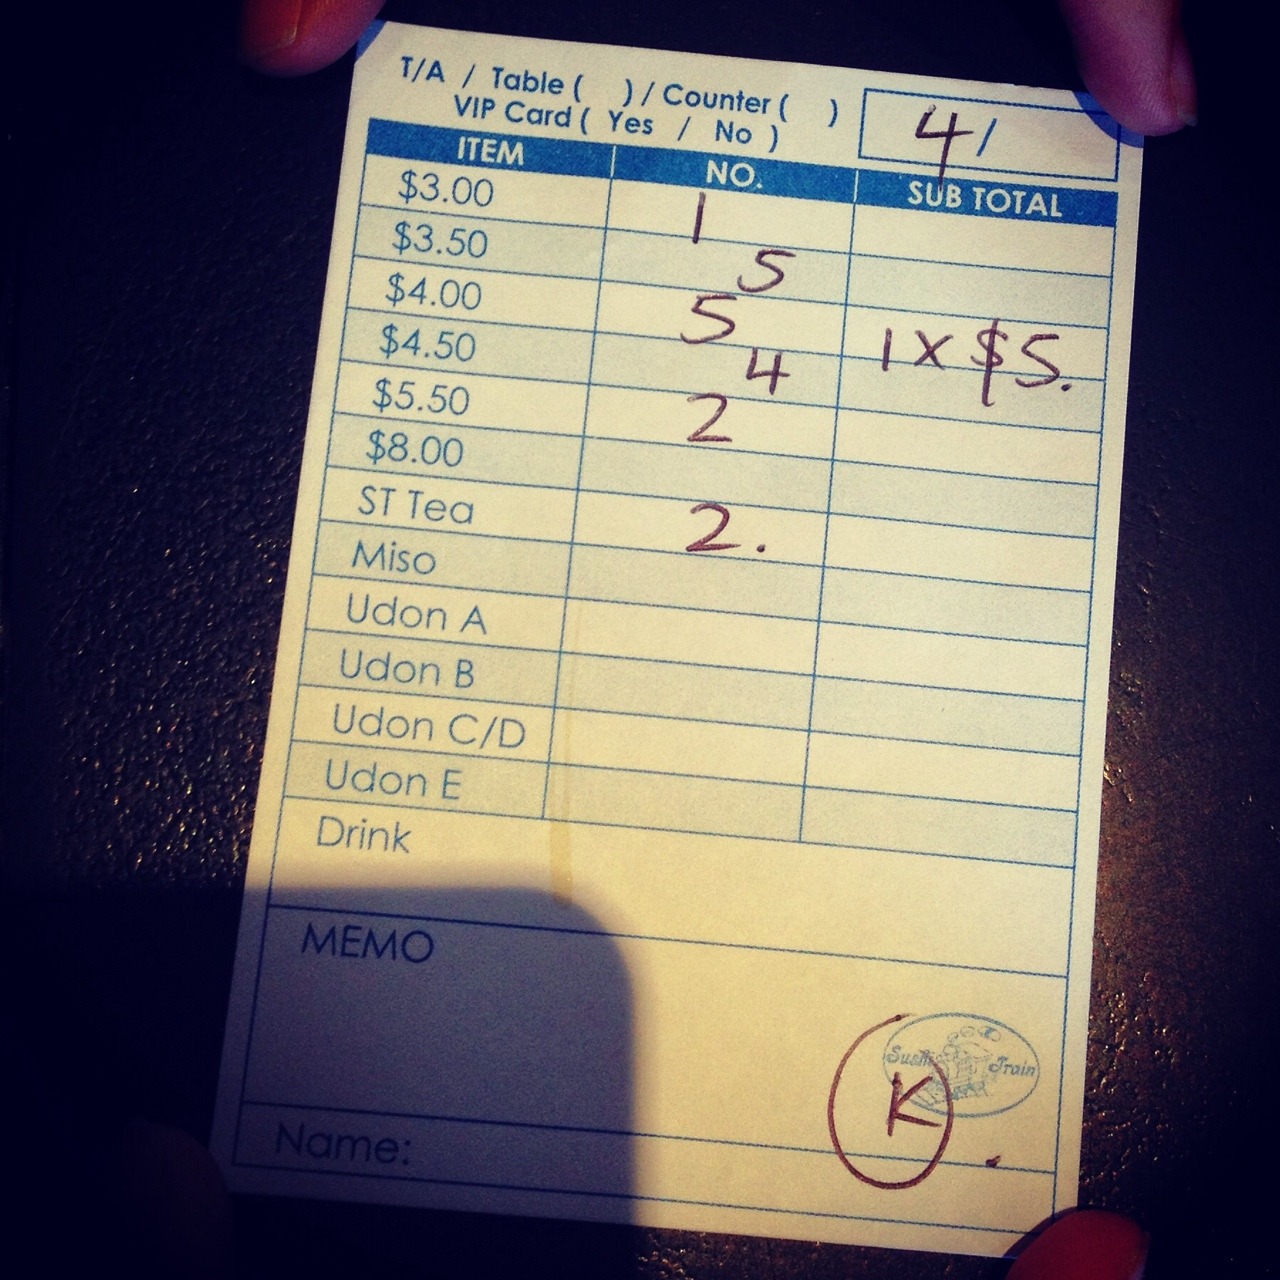 T/A / Table ( ) / Counter ( )
VIP Card ( Yes / No )
4/
ITEM NO. SUB TOTAL
$3.00 1
$3.50 5
$4.00 5
$4.50 4 1 X $5.
$5.50 2
$8.00
ST Tea 2.
Miso
Udon A
Udon B
Udon C/D
Udon E
Drink
MEMO
Sushi Train
K
Name: